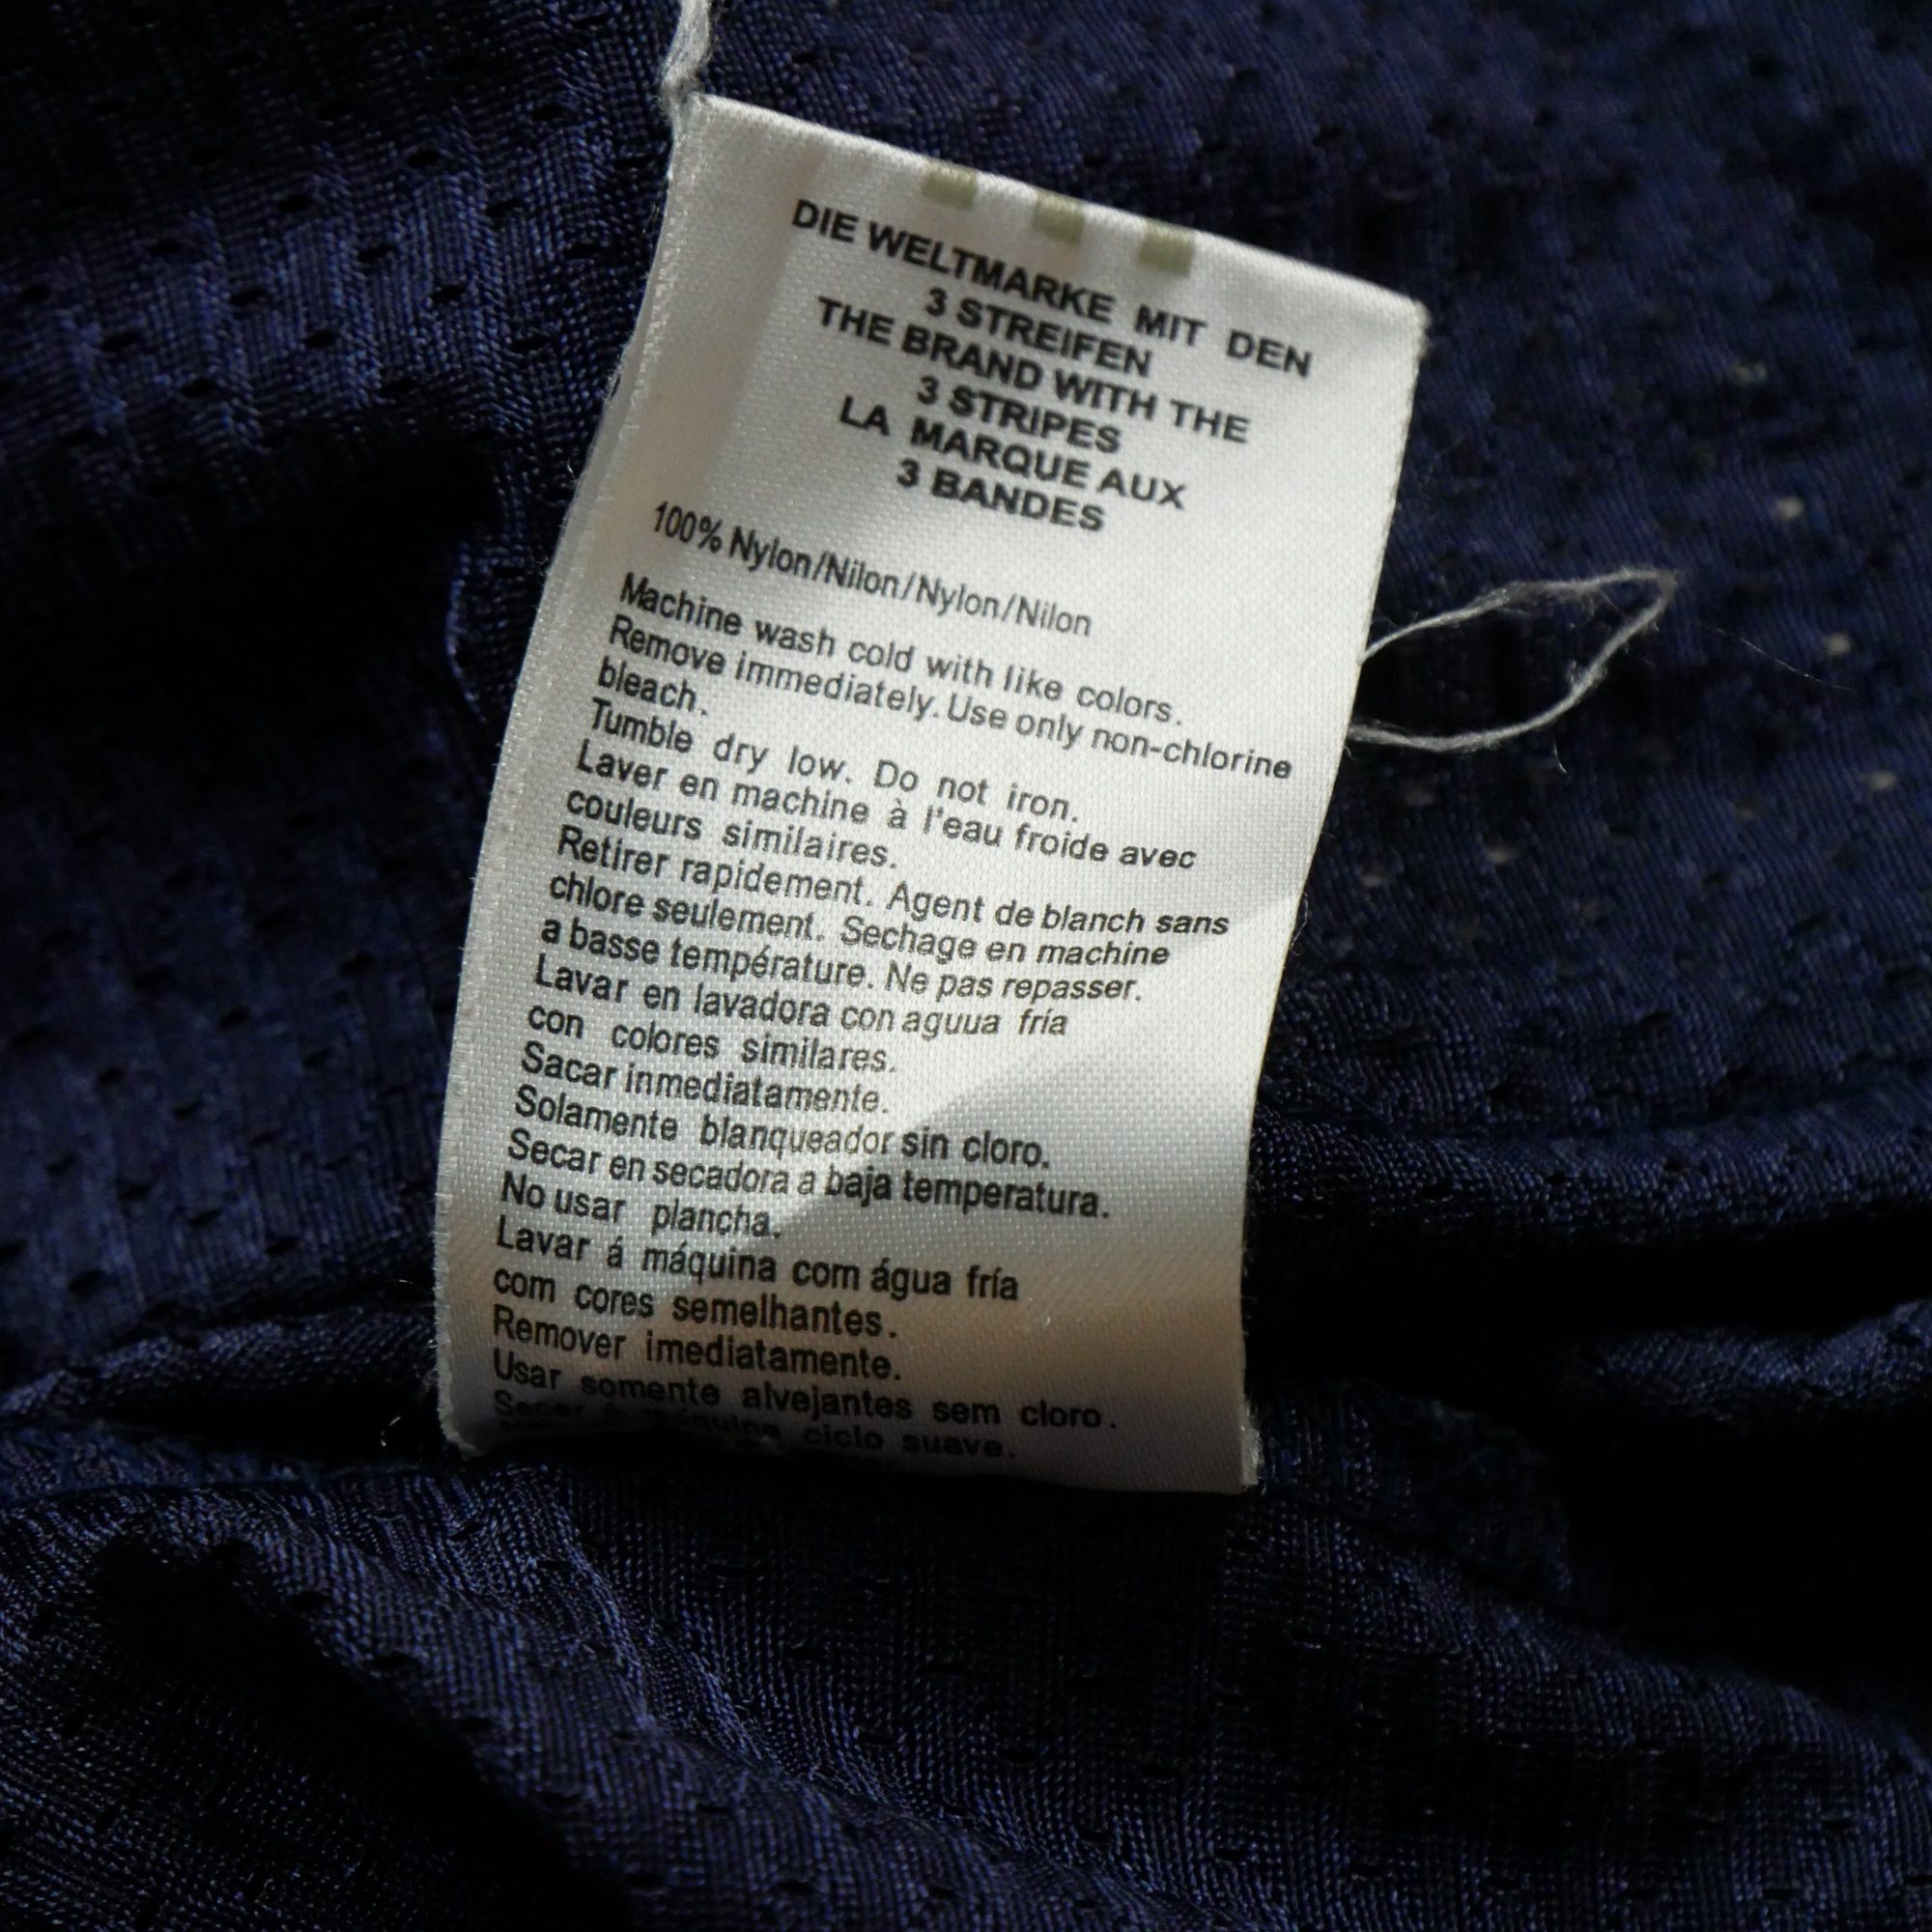 DIE WELTMARKE MIT DEN
3 STREIFEN
THE BRAND WITH THE
3 STRIPES
LA MARQUE AUX
3 BANDES
100% Nylon/Nilon/Nylon/Nilon
Machine wash cold with like colors.
Remove immediately. Use only non-chlorine
bleach.
Tumble dry low. Do not iron.
Laver en machine à l'eau froide avec
couleurs similaires.
Retirer rapidement. Agent de blanch sans
chlore seulement. Sechage en machine
a basse température. Ne pas repasser.
Lavar en lavadora con aguua fría
con colores similares.
Sacar inmediatamente.
Solamente blanqueador sin cloro.
Secar en secadora a baja temperatura.
No usar plancha.
Lavar á máquina com água fría
com cores semelhantes.
Remover imediatamente.
Usar somente alvejantes sem cloro.
Secar á máquina ciclo suave.